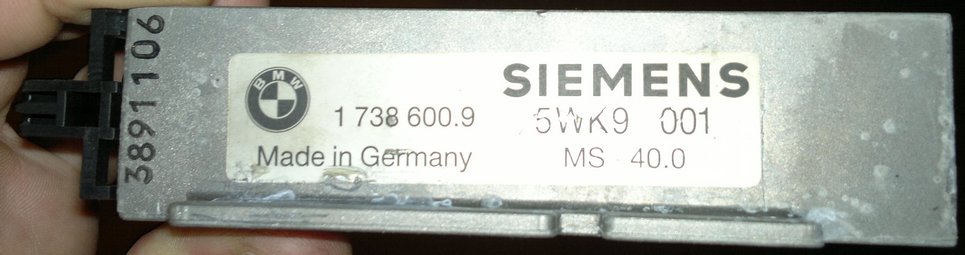 3891106
BMW
SIEMENS
1 738 600.9 5WK9 001
Made in Germany MS 40.0